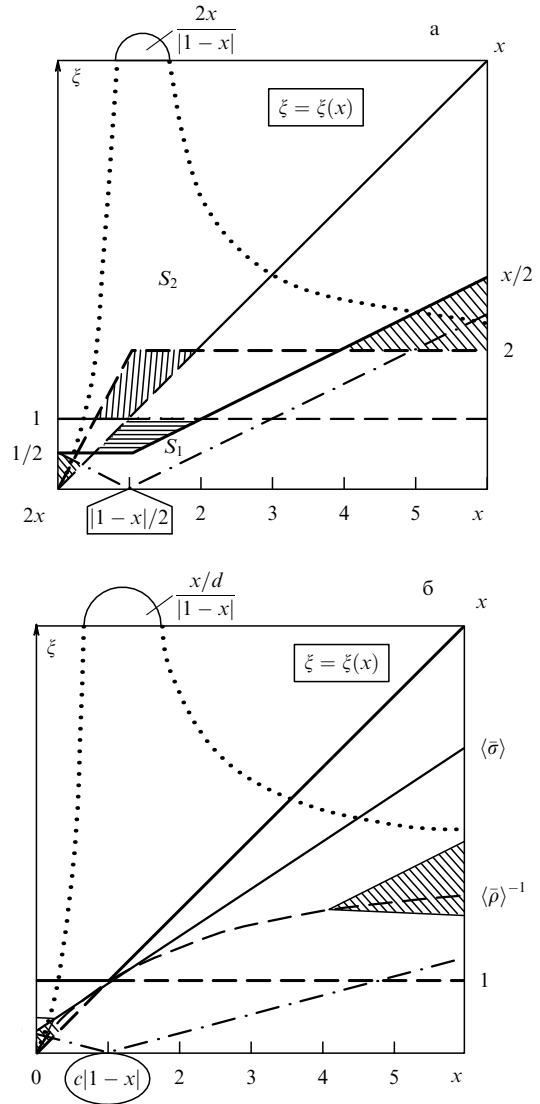 2x/|1 − x|
а
x
ξ
ξ = ξ(x)
S₂
x/2
2
1
1/2
S₁
2x
|1 − x|/2
2
3
4
5
x
x/d/|1 − x|
б
x
ξ
ξ = ξ(x)
⟨σ̄⟩
⟨ρ̄⟩⁻¹
1
0
c|1 − x|
2
3
4
5
x